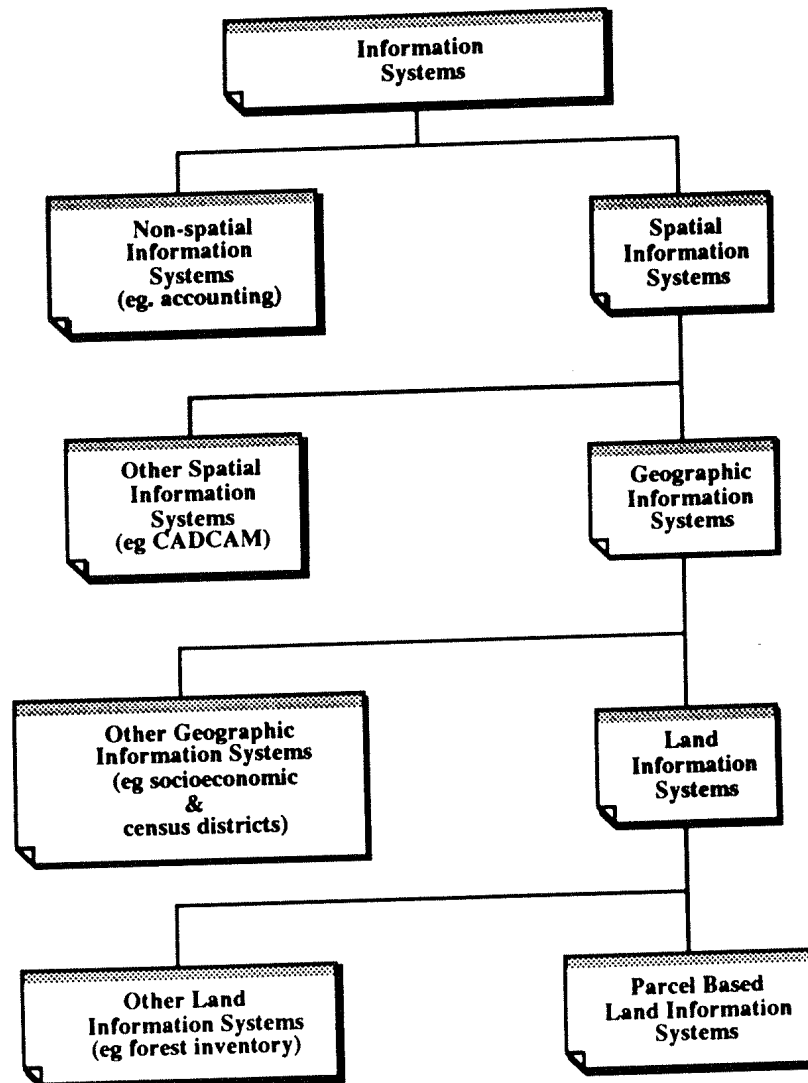 Information
Systems
Non-spatial
Information
Systems
(eg. accounting)
Spatial
Information
Systems
Other Spatial
Information
Systems
(eg CADCAM)
Geographic
Information
Systems
Other Geographic
Information Systems
(eg socioeconomic
&
census districts)
Land
Information
Systems
Other Land
Information Systems
(eg forest inventory)
Parcel Based
Land Information
Systems